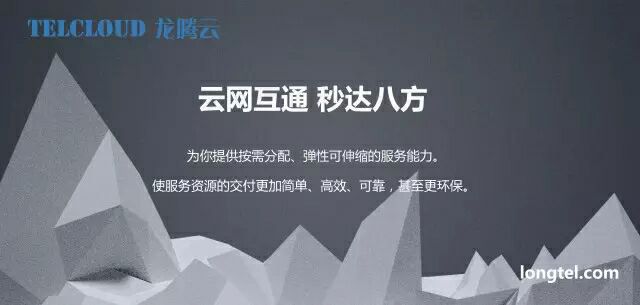 TELCLOUD 龙腾云
云网互通 秒达八方
为你提供按需分配、弹性可伸缩的服务能力。
使服务资源的交付更加简单、高效、可靠，甚至更环保。
longtel.com